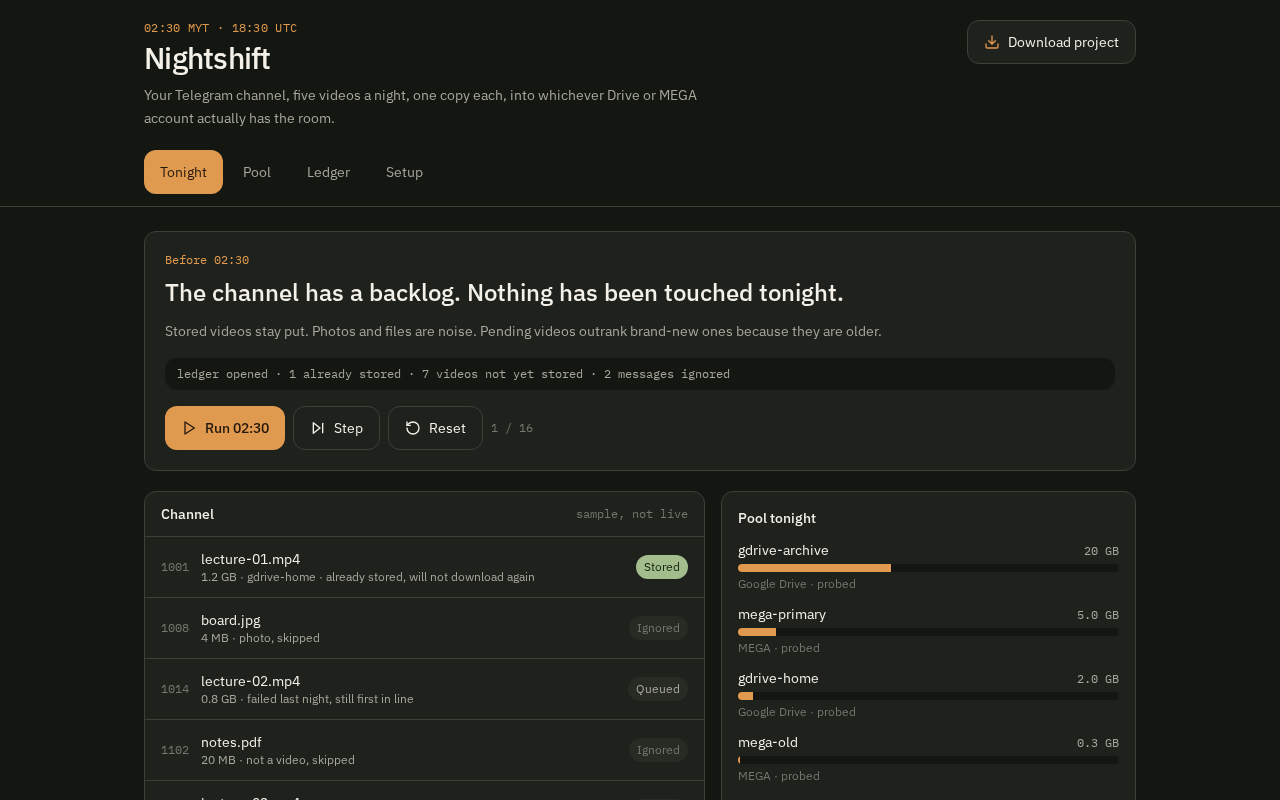 02:30 MYT · 18:30 UTC
Nightshift
Your Telegram channel, five videos a night, one copy each, into whichever Drive or MEGA
account actually has the room.
Download project
Tonight
Pool
Ledger
Setup
Before 02:30
The channel has a backlog. Nothing has been touched tonight.
Stored videos stay put. Photos and files are noise. Pending videos outrank brand-new ones because they are older.
ledger opened · 1 already stored · 7 videos not yet stored · 2 messages ignored
Run 02:30
Step
Reset
1 / 16
Channel
sample, not live
1001
lecture-01.mp4
1.2 GB · gdrive-home · already stored, will not download again
Stored
1008
board.jpg
4 MB · photo, skipped
Ignored
1014
lecture-02.mp4
0.8 GB · failed last night, still first in line
Queued
1102
notes.pdf
20 MB · not a video, skipped
Ignored
Pool tonight
gdrive-archive
20 GB
Google Drive · probed
mega-primary
5.0 GB
MEGA · probed
gdrive-home
2.0 GB
Google Drive · probed
mega-old
0.3 GB
MEGA · probed